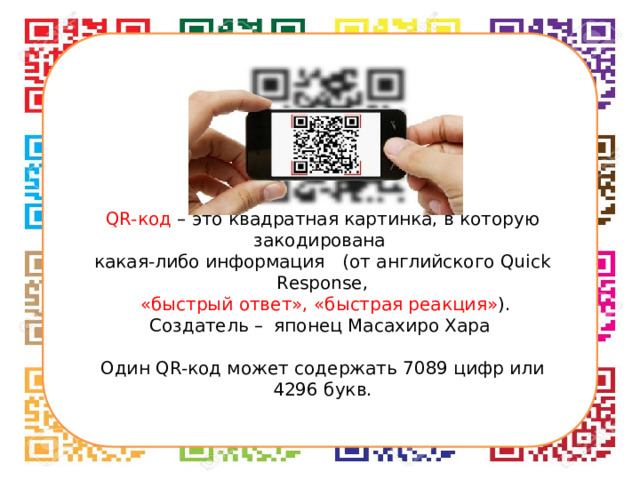 QR-код – это квадратная картинка, в которую
закодирована
какая-либо информация (от английского Quick
Response,
«быстрый ответ», «быстрая реакция»).
Создатель – японец Масахиро Хара
Один QR-код может содержать 7089 цифр или
4296 букв.